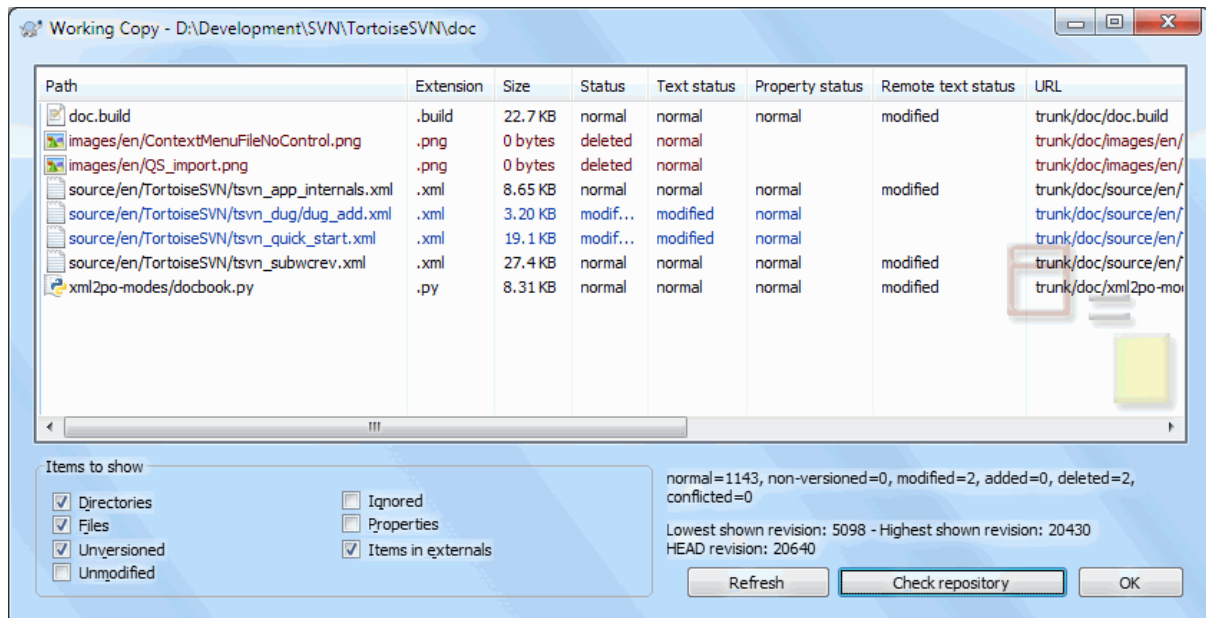 Working Copy - D:\Development\SVN\TortoiseSVN\doc
Path Extension Size Status Text status Property status Remote text status URL
doc.build .build 22.7 KB normal normal normal modified trunk/doc/doc.build
images/en/ContextMenuFileNoControl.png .png 0 bytes deleted normal trunk/doc/images/en/
images/en/QS_import.png .png 0 bytes deleted normal trunk/doc/images/en/
source/en/TortoiseSVN/tsvn_app_internals.xml .xml 8.65 KB normal normal normal modified trunk/doc/source/en/
source/en/TortoiseSVN/tsvn_dug/dug_add.xml .xml 3.20 KB modif... modified normal trunk/doc/source/en/
source/en/TortoiseSVN/tsvn_quick_start.xml .xml 19.1 KB modif... modified normal trunk/doc/source/en/
source/en/TortoiseSVN/tsvn_subwcrev.xml .xml 27.4 KB normal normal normal modified trunk/doc/source/en/
xml2po-modes/docbook.py .py 8.31 KB normal normal normal modified trunk/doc/xml2po-mo
Items to show
Directories Ignored
Files Properties
Unversioned Items in externals
Unmodified
normal=1143, non-versioned=0, modified=2, added=0, deleted=2,
conflicted=0
Lowest shown revision: 5098 - Highest shown revision: 20430
HEAD revision: 20640
Refresh Check repository OK